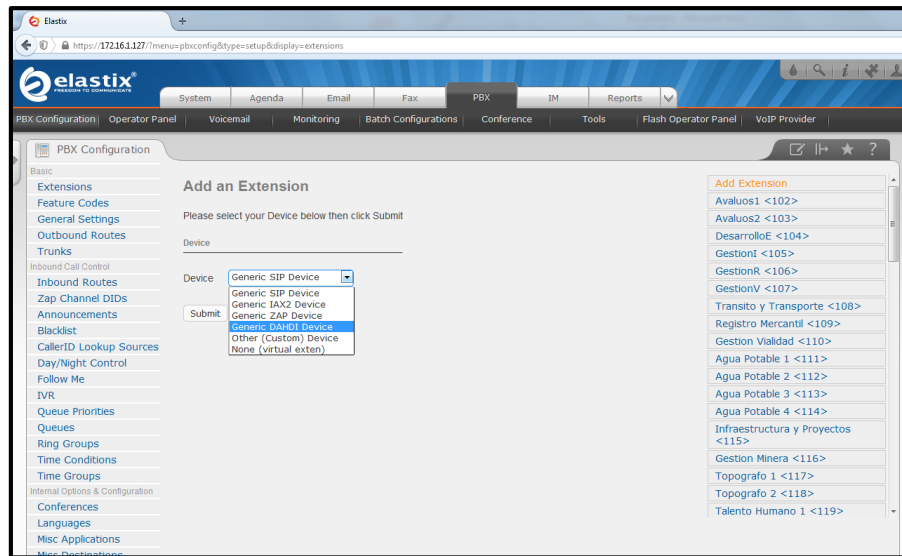 Elastix
https://172.16.1.127/?menu=pbxconfig&type=setup&display=extensions
elastix®
FREEDOM TO COMMUNICATE
System Agenda Email Fax PBX IM Reports
PBX Configuration Operator Panel Voicemail Monitoring Batch Configurations Conference Tools Flash Operator Panel VoIP Provider
PBX Configuration
Basic
Extensions
Feature Codes
General Settings
Outbound Routes
Trunks
Inbound Call Control
Inbound Routes
Zap Channel DIDs
Announcements
Blacklist
CallerID Lookup Sources
Day/Night Control
Follow Me
IVR
Queue Priorities
Queues
Ring Groups
Time Conditions
Time Groups
Internal Options & Configuration
Conferences
Languages
Misc Applications
Misc Destinations
Add an Extension
Please select your Device below then click Submit
Device
Device Generic SIP Device
Generic SIP Device
Generic IAX2 Device
Generic ZAP Device
Generic DAHDI Device
Other (Custom) Device
None (virtual exten)
Submit
Add Extension
Avaluos1 <102>
Avaluos2 <103>
DesarrolloE <104>
GestionI <105>
GestionR <106>
GestionV <107>
Transito y Transporte <108>
Registro Mercantil <109>
Gestion Vialidad <110>
Agua Potable 1 <111>
Agua Potable 2 <112>
Agua Potable 3 <113>
Agua Potable 4 <114>
Infraestructura y Proyectos
<115>
Gestion Minera <116>
Topografo 1 <117>
Topografo 2 <118>
Talento Humano 1 <119>